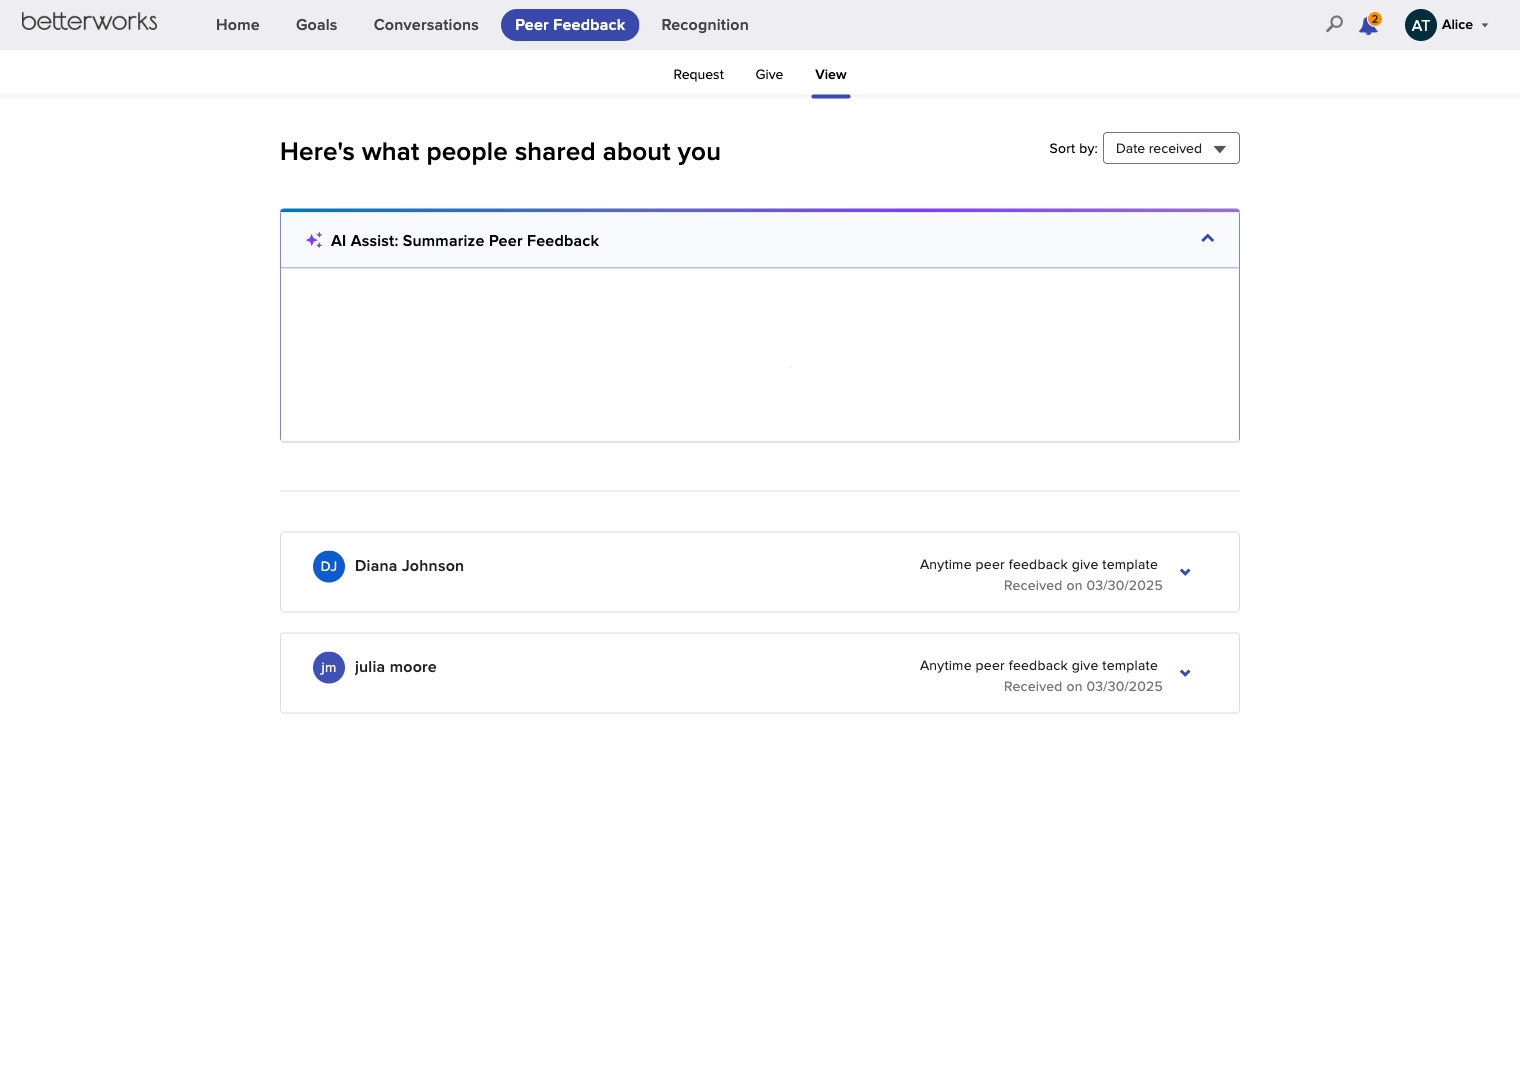 betterworks
Home Goals Conversations Peer Feedback Recognition
2
AT Alice
Request Give View
Here's what people shared about you
Sort by: Date received
AI Assist: Summarize Peer Feedback
DJ Diana Johnson
Anytime peer feedback give template
Received on 03/30/2025
jm julia moore
Anytime peer feedback give template
Received on 03/30/2025